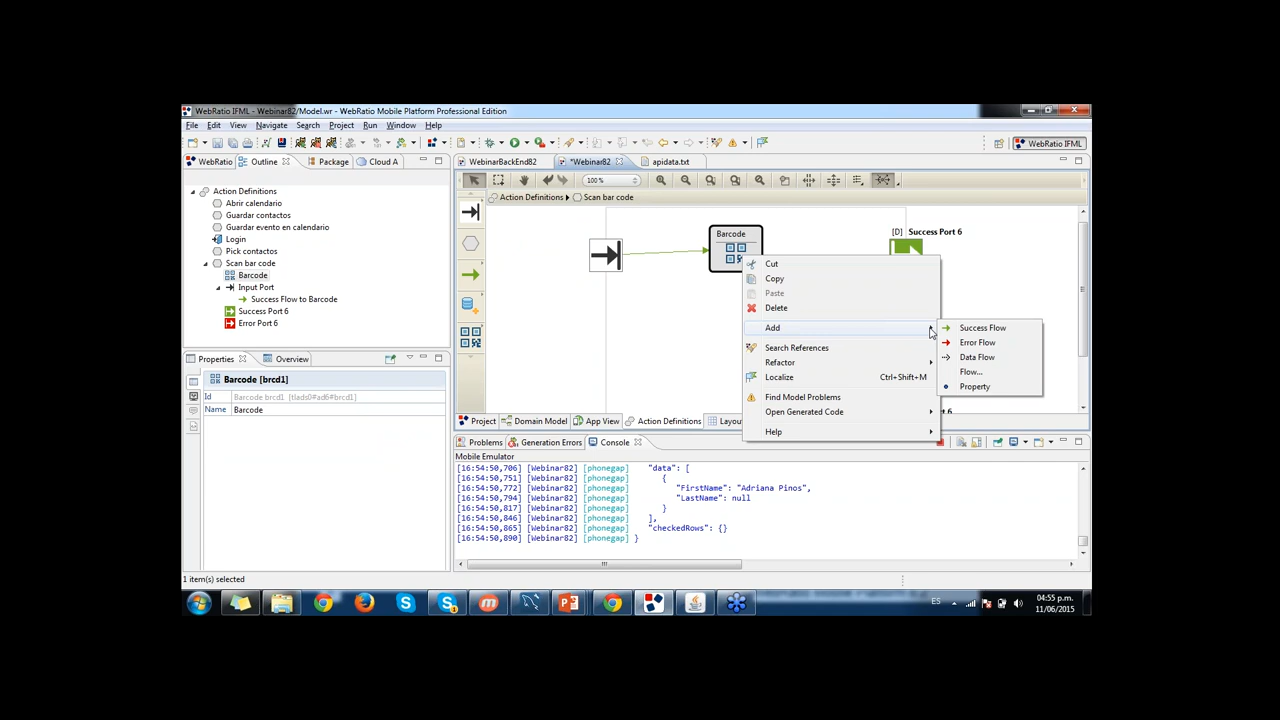 WebRatio IFML - Webinar82/Model.wr - WebRatio Mobile Platform Professional Edition
File Edit View Navigate Search Project Run Window Help
WebRatio IFML
WebRatio Outline Package Cloud A
WebinarBackEnd82 *Webinar82 apidata.txt
100%
Action Definitions Scan bar code
Action Definitions
Abrir calendario
Guardar contactos
Guardar evento en calendario
Login
Pick contactos
Scan bar code
Barcode
Input Port
Success Flow to Barcode
Success Port 6
Error Port 6
Barcode
[D] Success Port 6
Cut
Copy
Paste
Delete
Add
Search References
Refactor
Localize Ctrl+Shift+M
Find Model Problems
Open Generated Code
Help
Success Flow
Error Flow
Data Flow
Flow...
Property
Properties Overview
Barcode [brcd1]
Id Barcode brcd1 [tlads0#ad6#brcd1]
Name Barcode
Project Domain Model App View Action Definitions
Problems Generation Errors Console
Mobile Emulator
[16:54:50,706] [Webinar82] [phonegap] "data": [
[16:54:50,751] [Webinar82] [phonegap] {
[16:54:50,772] [Webinar82] [phonegap] "FirstName": "Adriana Pinos",
[16:54:50,794] [Webinar82] [phonegap] "LastName": null
[16:54:50,817] [Webinar82] [phonegap] }
[16:54:50,846] [Webinar82] [phonegap] ],
[16:54:50,865] [Webinar82] [phonegap] "checkedRows": {}
[16:54:50,890] [Webinar82] [phonegap] }
1 item(s) selected
ES
04:55 p.m.
11/06/2015